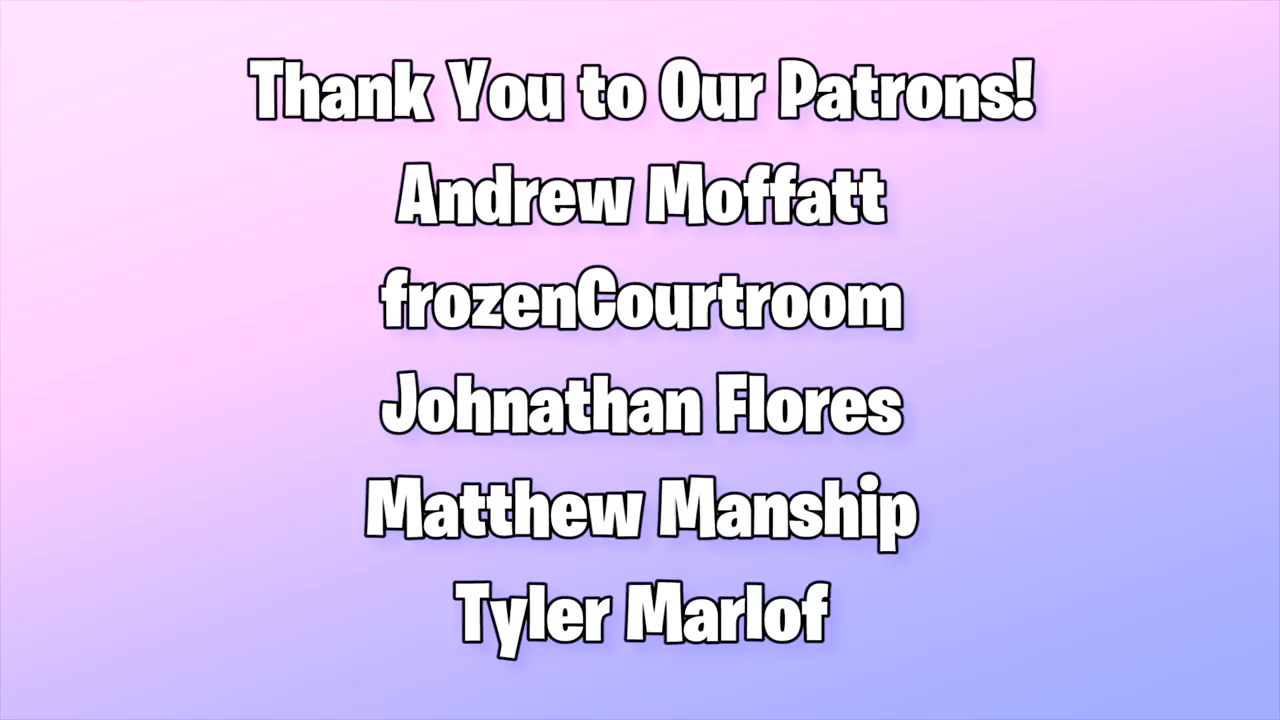 Thank You to Our Patrons!
Andrew Moffatt
frozenCourtroom
Johnathan Flores
Matthew Manship
Tyler Marlof